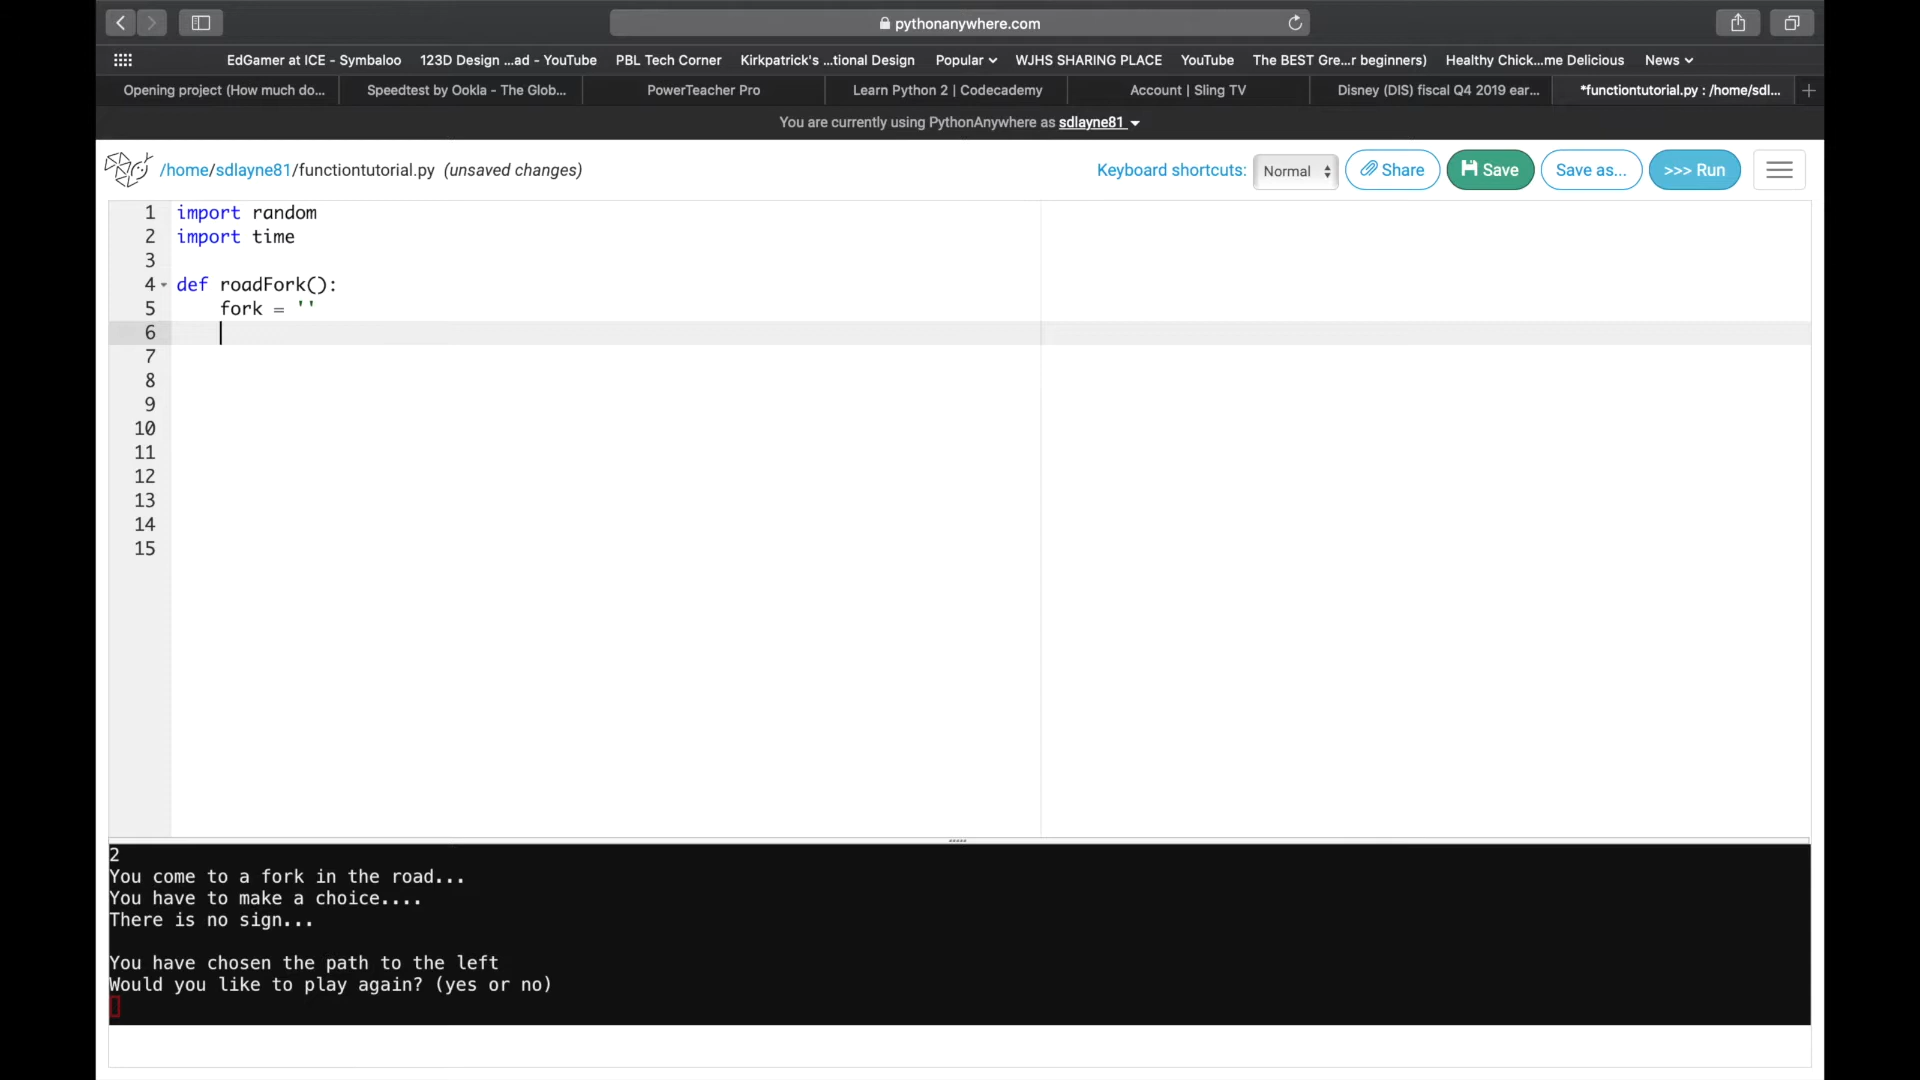 pythonanywhere.com
EdGamer at ICE - Symbaloo 123D Design ...ad - YouTube PBL Tech Corner Kirkpatrick's ...tional Design Popular WJHS SHARING PLACE YouTube The BEST Gre...r beginners) Healthy Chick...me Delicious News
Opening project (How much do... Speedtest by Ookla - The Glob... PowerTeacher Pro Learn Python 2 | Codecademy Account | Sling TV Disney (DIS) fiscal Q4 2019 ear... *functiontutorial.py : /home/sdl...
You are currently using PythonAnywhere as sdlayne81
/home/sdlayne81/functiontutorial.py (unsaved changes) Keyboard shortcuts: Normal Share Save Save as... >>> Run
1 import random
2 import time
3
4 def roadFork():
5 fork = ''
6
7
8
9
10
11
12
13
14
15
2
You come to a fork in the road...
You have to make a choice....
There is no sign...
You have chosen the path to the left
Would you like to play again? (yes or no)